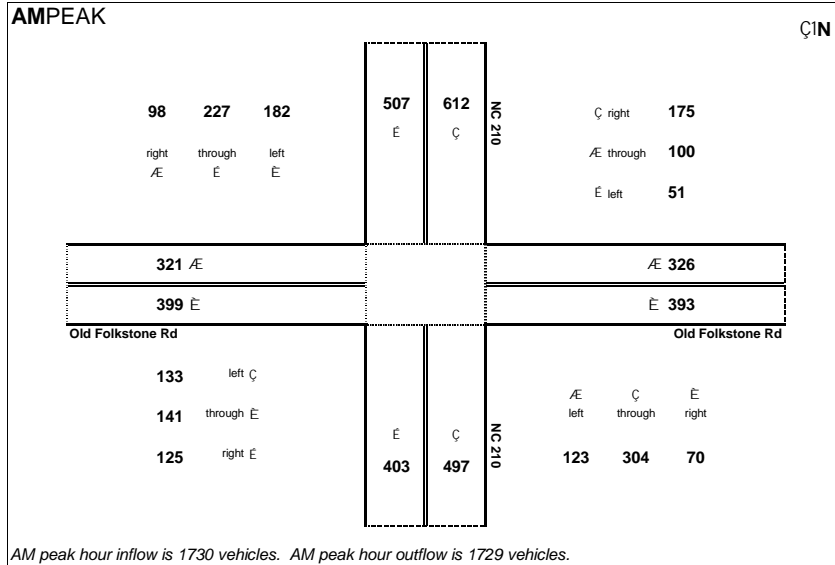 AMPEAK
Ç1N
98 227 182
right through left
Æ É È
507 612
É Ç
NC 210
Ç right 175
Æ through 100
É left 51
321 Æ
399 È
Æ 326
È 393
Old Folkstone Rd
Old Folkstone Rd
133 left Ç
141 through È
125 right É
É Ç
403 497
NC 210
Æ Ç È
left through right
123 304 70
AM peak hour inflow is 1730 vehicles. AM peak hour outflow is 1729 vehicles.